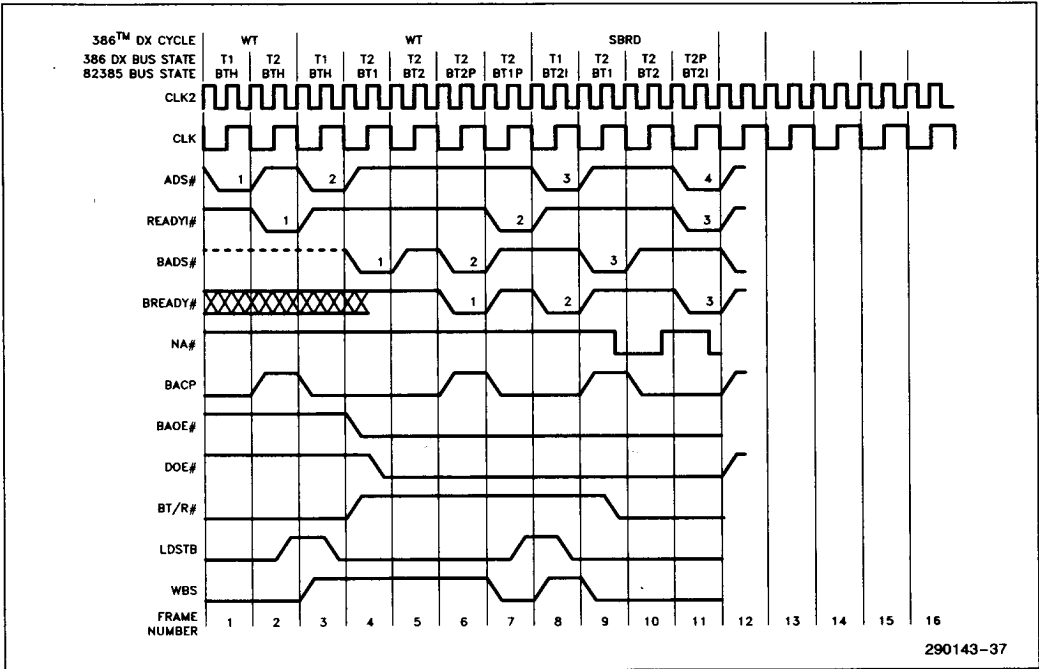 386™ DX CYCLE WT WT SBRD
386 DX BUS STATE T1 T2 T1 T2 T2 T2 T2 T1 T2 T2 T2P
82385 BUS STATE BTH BTH BTH BT1 BT2 BT2P BT1P BT2I BT1 BT2 BT2I
CLK2
CLK
ADS# 1 2 3 4
READYI# 1 2 3
BADS# 1 2 3
BREADY# 1 2 3
NA#
BACP
BAOE#
DOE#
BT/R#
LDSTB
WBS
FRAME NUMBER 1 2 3 4 5 6 7 8 9 10 11 12 13 14 15 16
290143-37